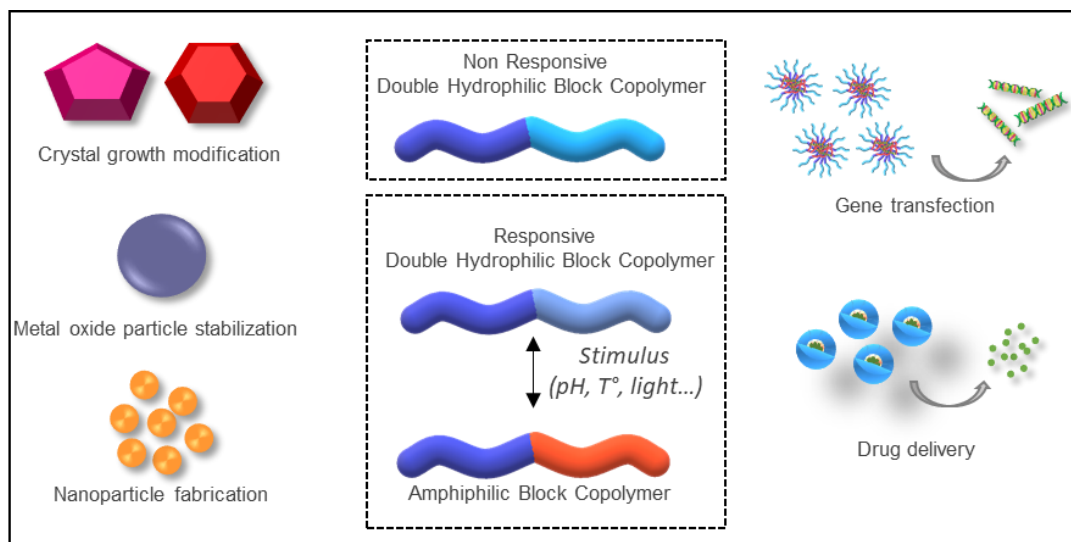 Crystal growth modification
Metal oxide particle stabilization
Nanoparticle fabrication
Non Responsive
Double Hydrophilic Block Copolymer
Responsive
Double Hydrophilic Block Copolymer
Stimulus
(pH, T°, light...)
Amphiphilic Block Copolymer
Gene transfection
Drug delivery